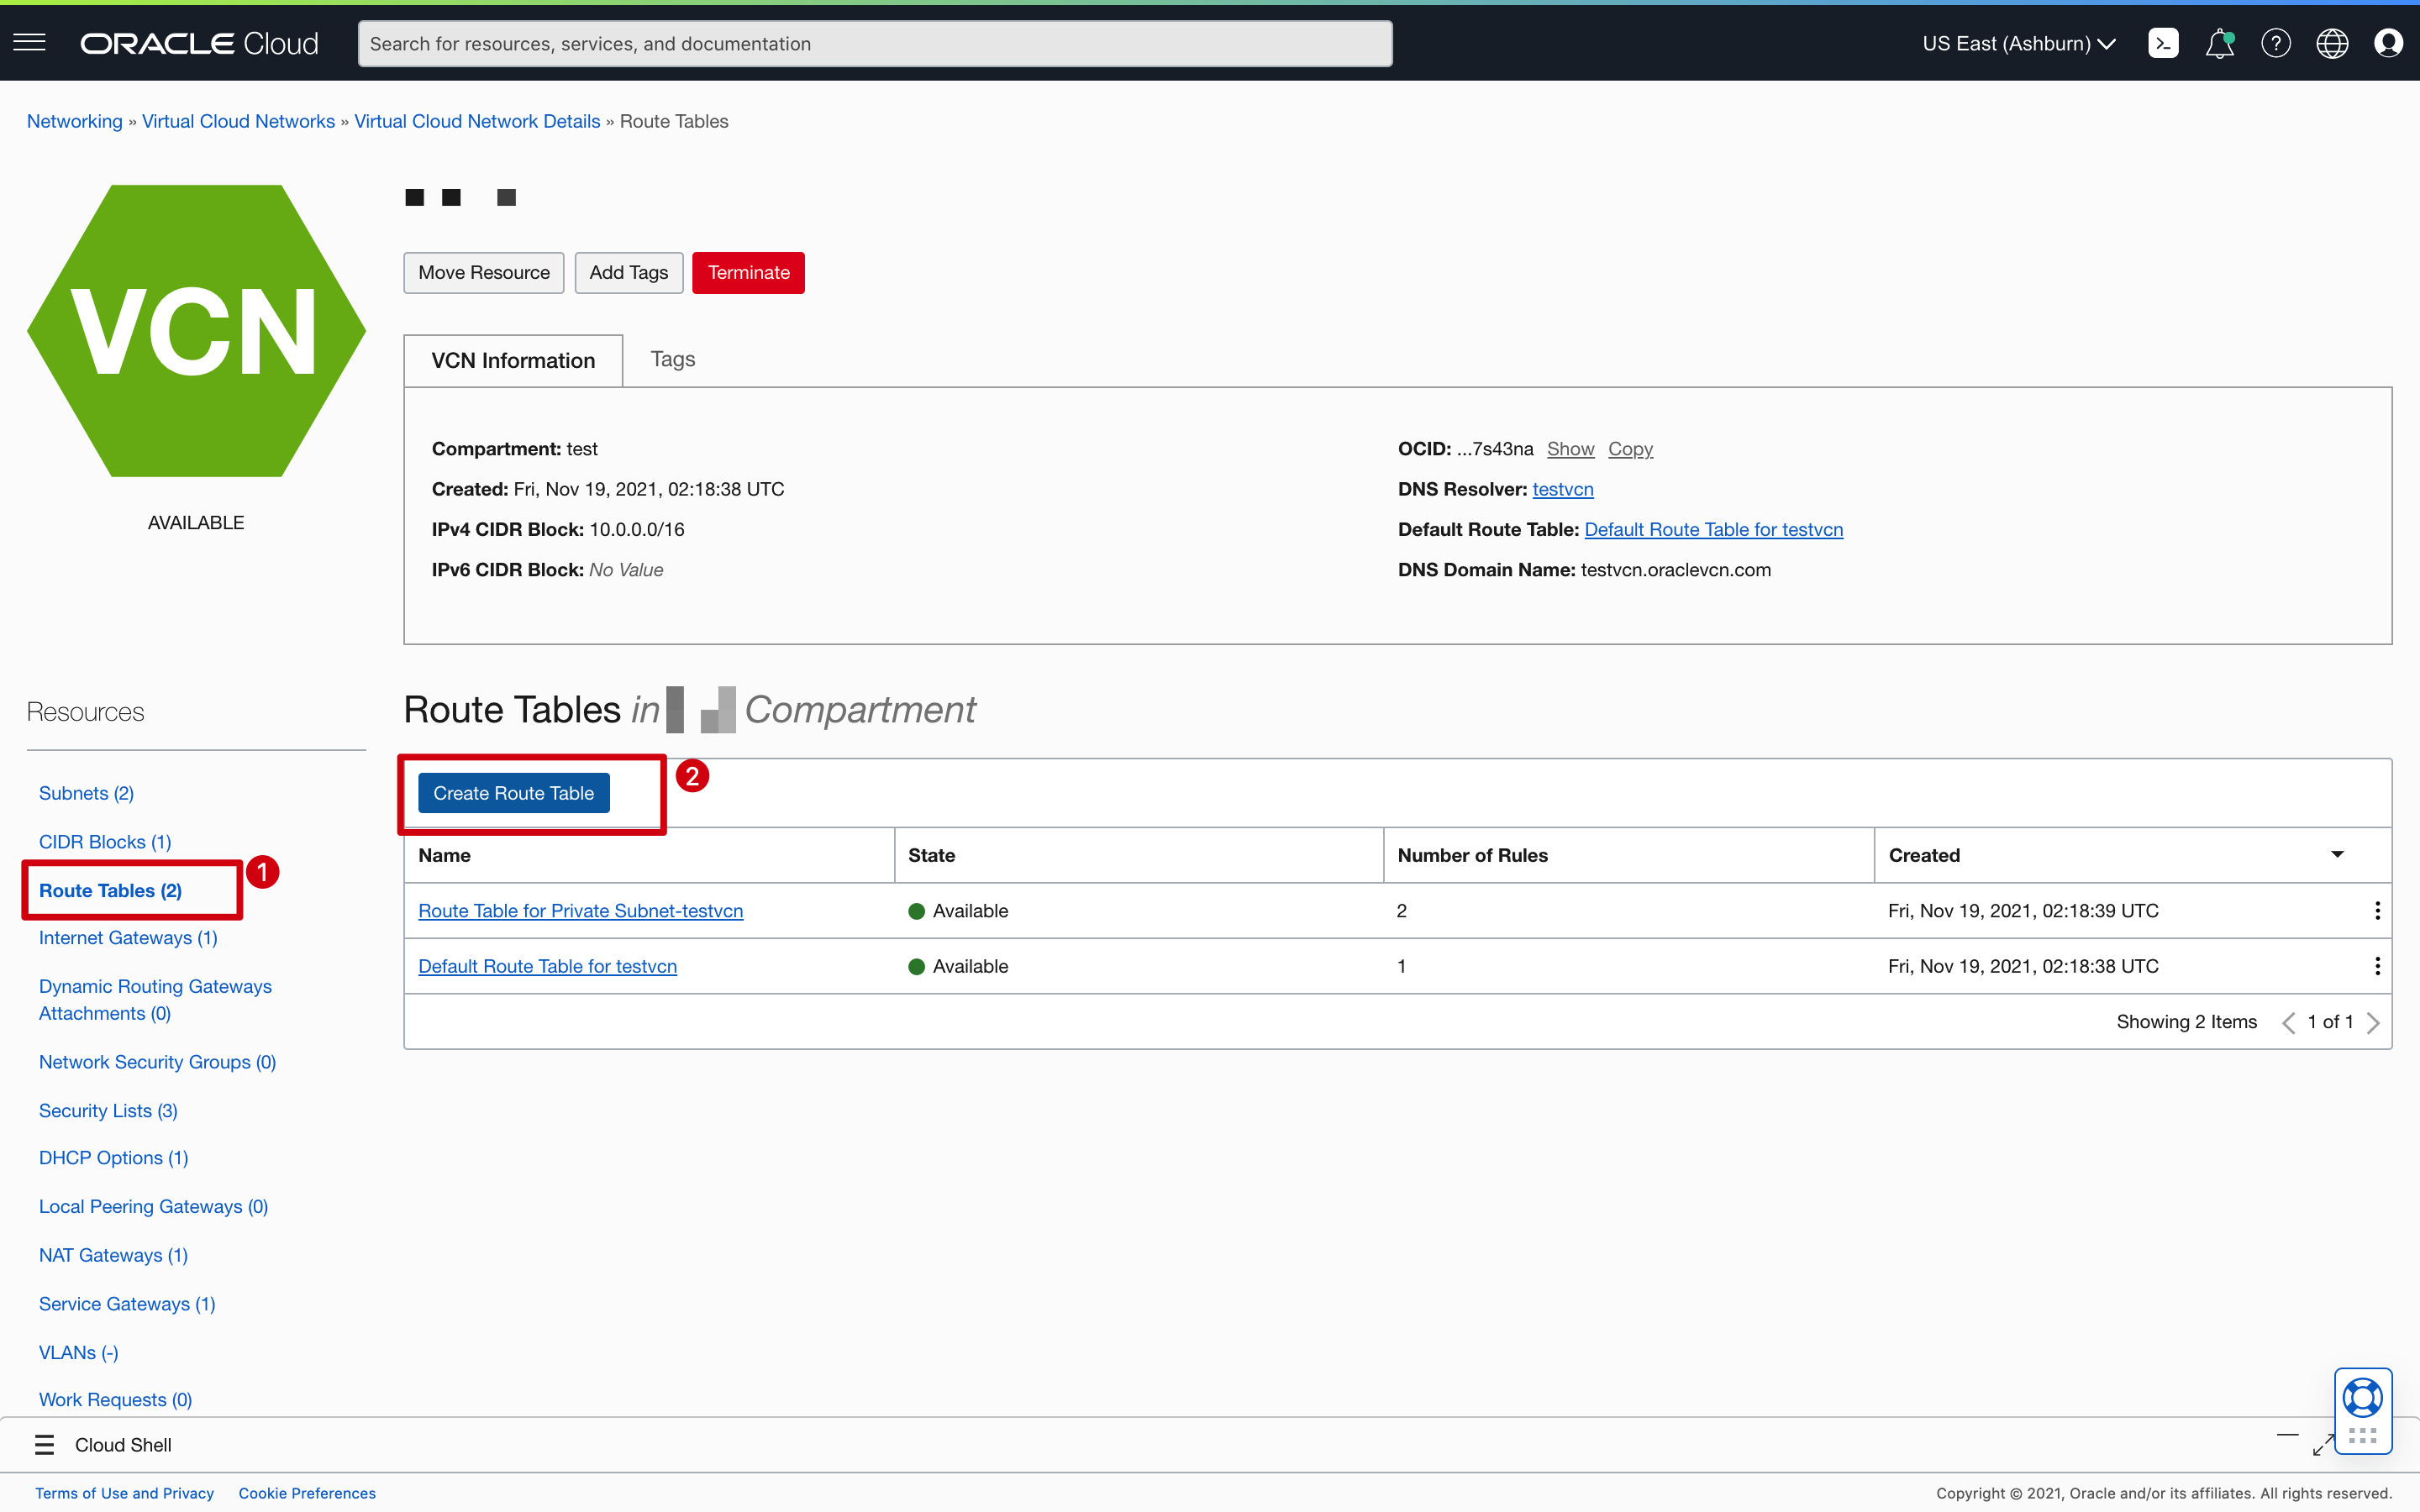 ORACLE Cloud
Search for resources, services, and documentation
US East (Ashburn)
Networking » Virtual Cloud Networks » Virtual Cloud Network Details » Route Tables
VCN
AVAILABLE
Move Resource
Add Tags
Terminate
VCN Information
Tags
Compartment: test
Created: Fri, Nov 19, 2021, 02:18:38 UTC
IPv4 CIDR Block: 10.0.0.0/16
IPv6 CIDR Block: No Value
OCID: ...7s43na Show Copy
DNS Resolver: testvcn
Default Route Table: Default Route Table for testvcn
DNS Domain Name: testvcn.oraclevcn.com
Resources
Subnets (2)
CIDR Blocks (1)
Route Tables (2)
1
Internet Gateways (1)
Dynamic Routing Gateways
Attachments (0)
Network Security Groups (0)
Security Lists (3)
DHCP Options (1)
Local Peering Gateways (0)
NAT Gateways (1)
Service Gateways (1)
VLANs (-)
Work Requests (0)
Route Tables in Compartment
Create Route Table
2
Name State Number of Rules Created
Route Table for Private Subnet-testvcn Available 2 Fri, Nov 19, 2021, 02:18:39 UTC
Default Route Table for testvcn Available 1 Fri, Nov 19, 2021, 02:18:38 UTC
Showing 2 Items 1 of 1
Cloud Shell
Terms of Use and Privacy Cookie Preferences
Copyright © 2021, Oracle and/or its affiliates. All rights reserved.